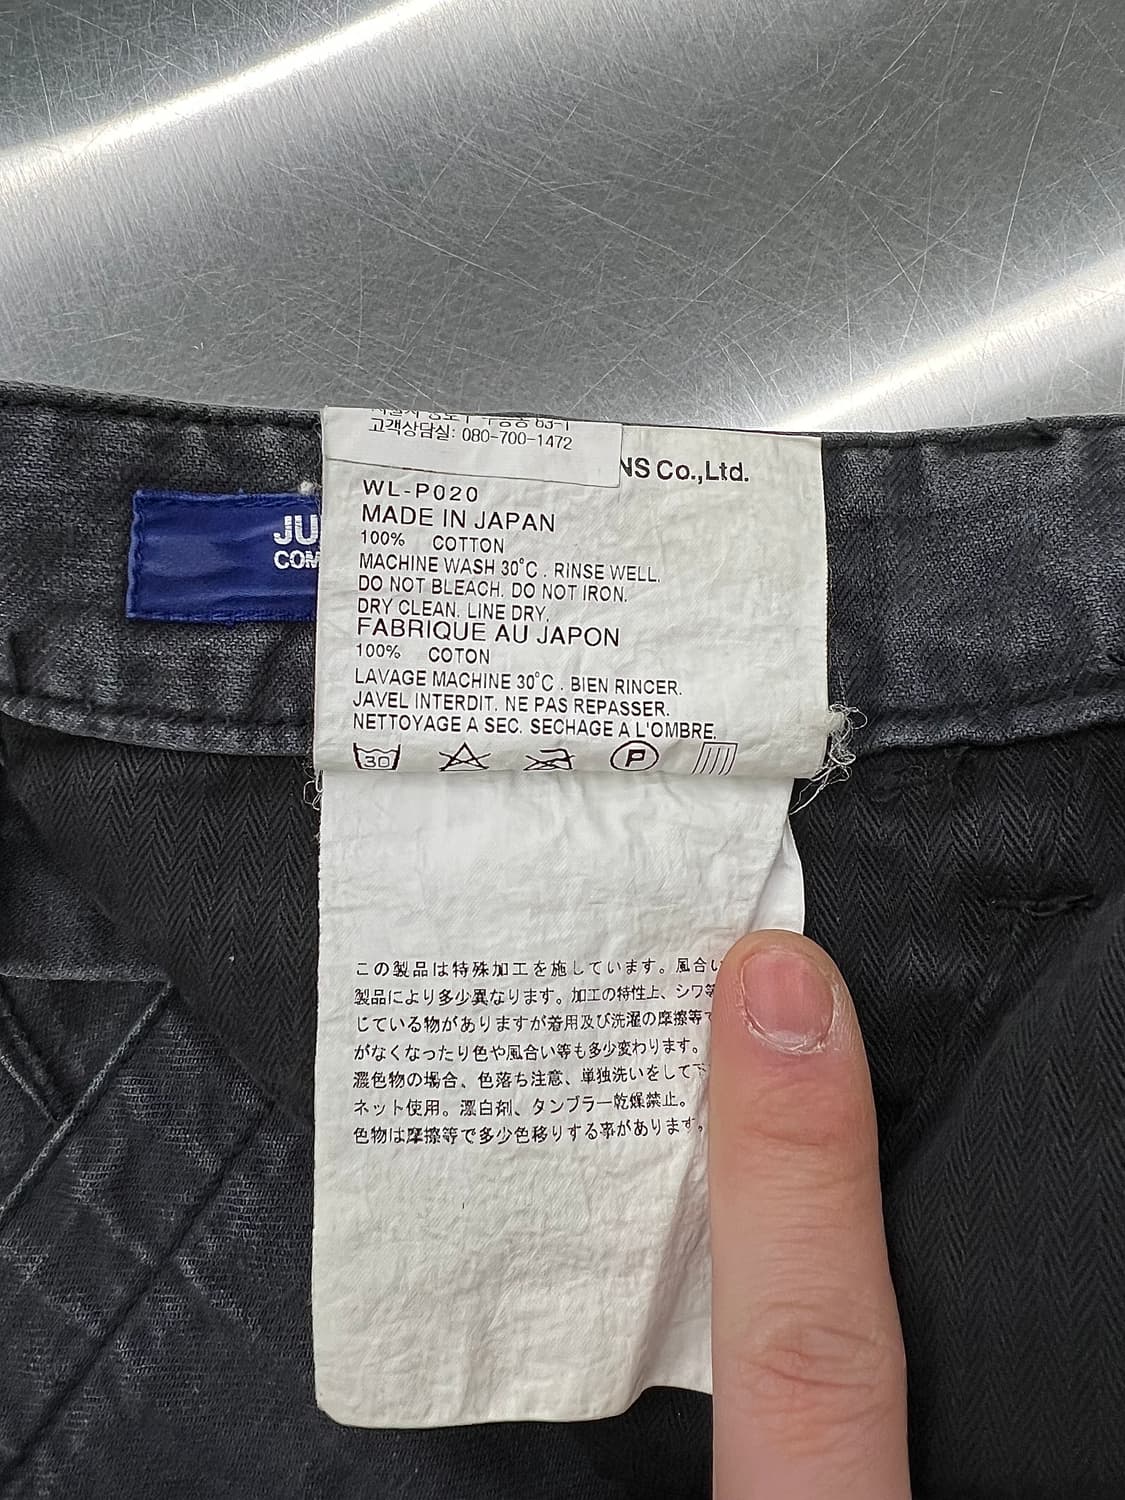 고객상담실: 080-700-1472
NS Co.,Ltd.
JU
COM
WL-P020
MADE IN JAPAN
100% COTTON
MACHINE WASH 30°C . RINSE WELL.
DO NOT BLEACH. DO NOT IRON.
DRY CLEAN. LINE DRY.
FABRIQUE AU JAPON
100% COTON
LAVAGE MACHINE 30°C . BIEN RINCER.
JAVEL INTERDIT. NE PAS REPASSER.
NETTOYAGE A SEC. SECHAGE A L'OMBRE.
30 P
この製品は特殊加工を施しています。風合い
製品により多少異なります。加工の特性上、シワ等
じている物がありますが着用及び洗濯の摩擦等で
がなくなったり色や風合い等も多少変わります。
濃色物の場合、色落ち注意、単独洗いをして下
ネット使用。漂白剤、タンブラー乾燥禁止。
色物は摩擦等で多少色移りする事があります。